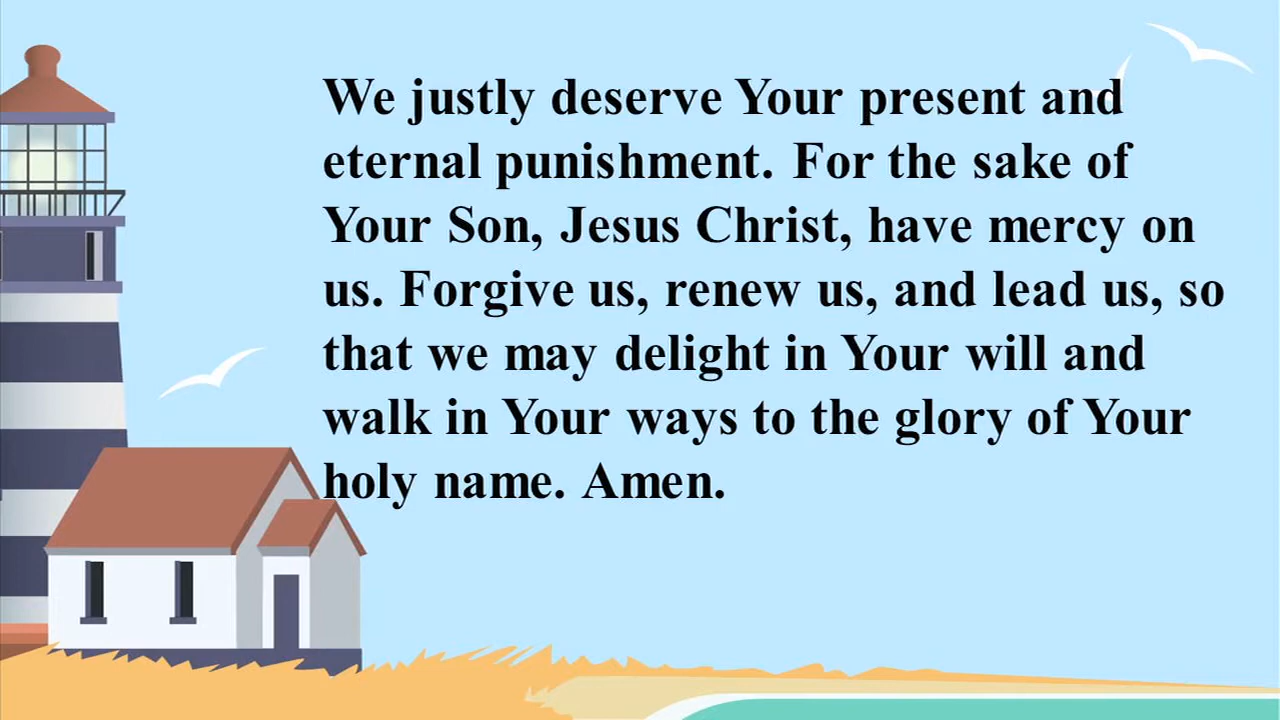 We justly deserve Your present and
eternal punishment. For the sake of
Your Son, Jesus Christ, have mercy on
us. Forgive us, renew us, and lead us, so
that we may delight in Your will and
walk in Your ways to the glory of Your
holy name. Amen.